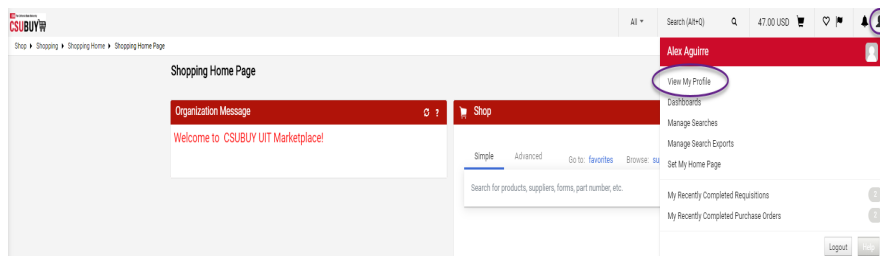 CSUBUY
All
Search (Alt+Q)
47.00 USD
Shop Shopping Shopping Home Shopping Home Page
Alex Aguirre
Shopping Home Page
View My Profile
Organization Message ?
Shop
Dashboards
Welcome to CSUBUY UIT Marketplace!
Manage Searches
Manage Search Exports
Simple Advanced Go to: favorites Browse: su
Set My Home Page
Search for products, suppliers, forms, part number, etc.
My Recently Completed Requisitions 2
My Recently Completed Purchase Orders
Logout Help